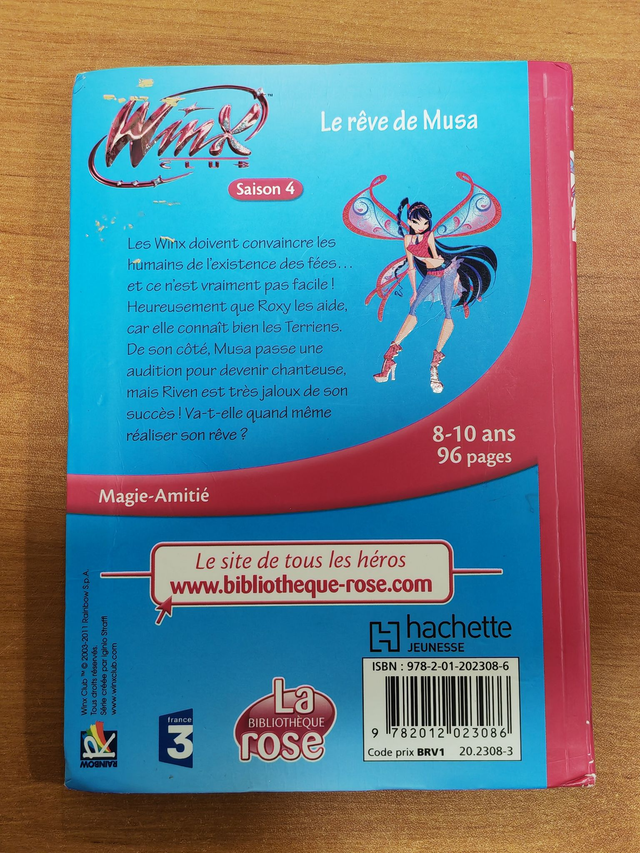 Winx
CLUB
™
Le rêve de Musa
Saison 4
Les Winx doivent convaincre les
humains de l'existence des fées...
et ce n'est vraiment pas facile !
Heureusement que Roxy les aide,
car elle connaît bien les Terriens.
De son côté, Musa passe une
audition pour devenir chanteuse,
mais Riven est très jaloux de son
succès ! Va-t-elle quand même
réaliser son rêve ?
8-10 ans
96 pages
Magie-Amitié
Le site de tous les héros
www.bibliotheque-rose.com
Winx Club ™ © 2003-2011 Rainbow S.p.A.
Tous droits réservés.
Série créée par Iginio Straffi
www.winxclub.com
RAINBOW
france
3
La
BIBLIOTHÈQUE
rose
hachette
JEUNESSE
ISBN : 978-2-01-202308-6
9 782012 023086
Code prix BRV1 20.2308-3